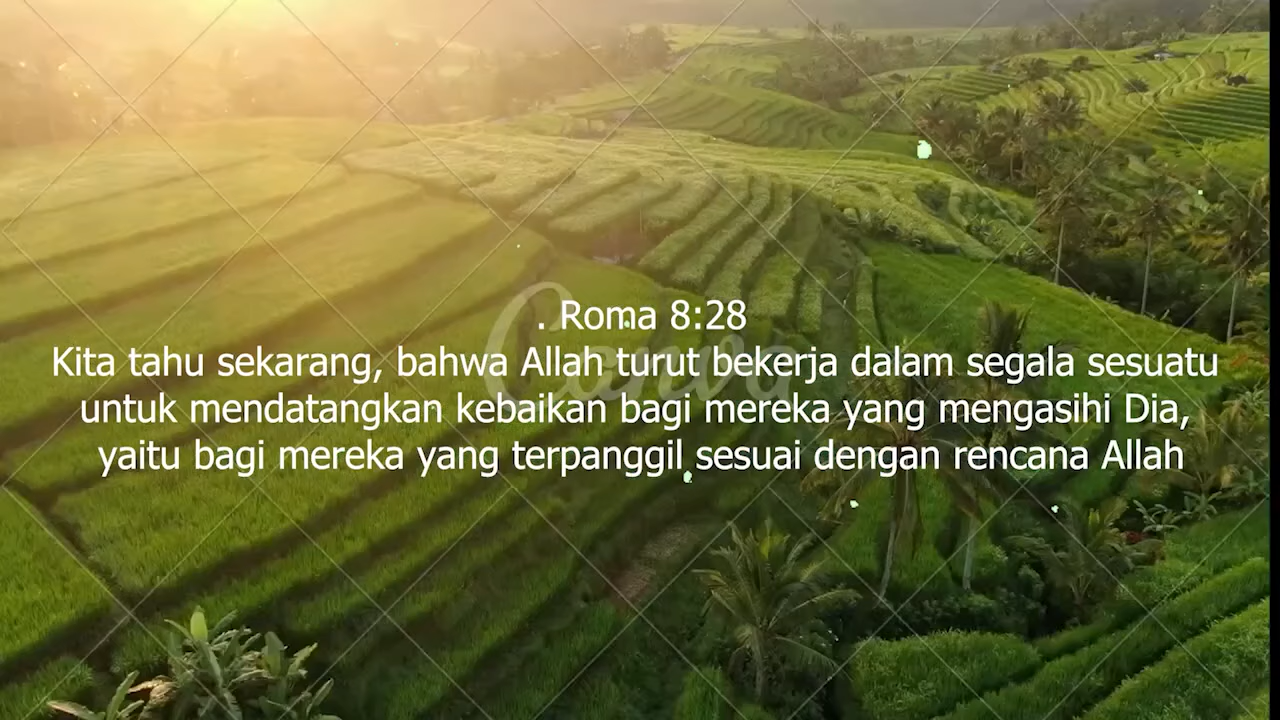 . Roma 8:28
Kita tahu sekarang, bahwa Allah turut bekerja dalam segala sesuatu
untuk mendatangkan kebaikan bagi mereka yang mengasihi Dia,
yaitu bagi mereka yang terpanggil sesuai dengan rencana Allah
Canva